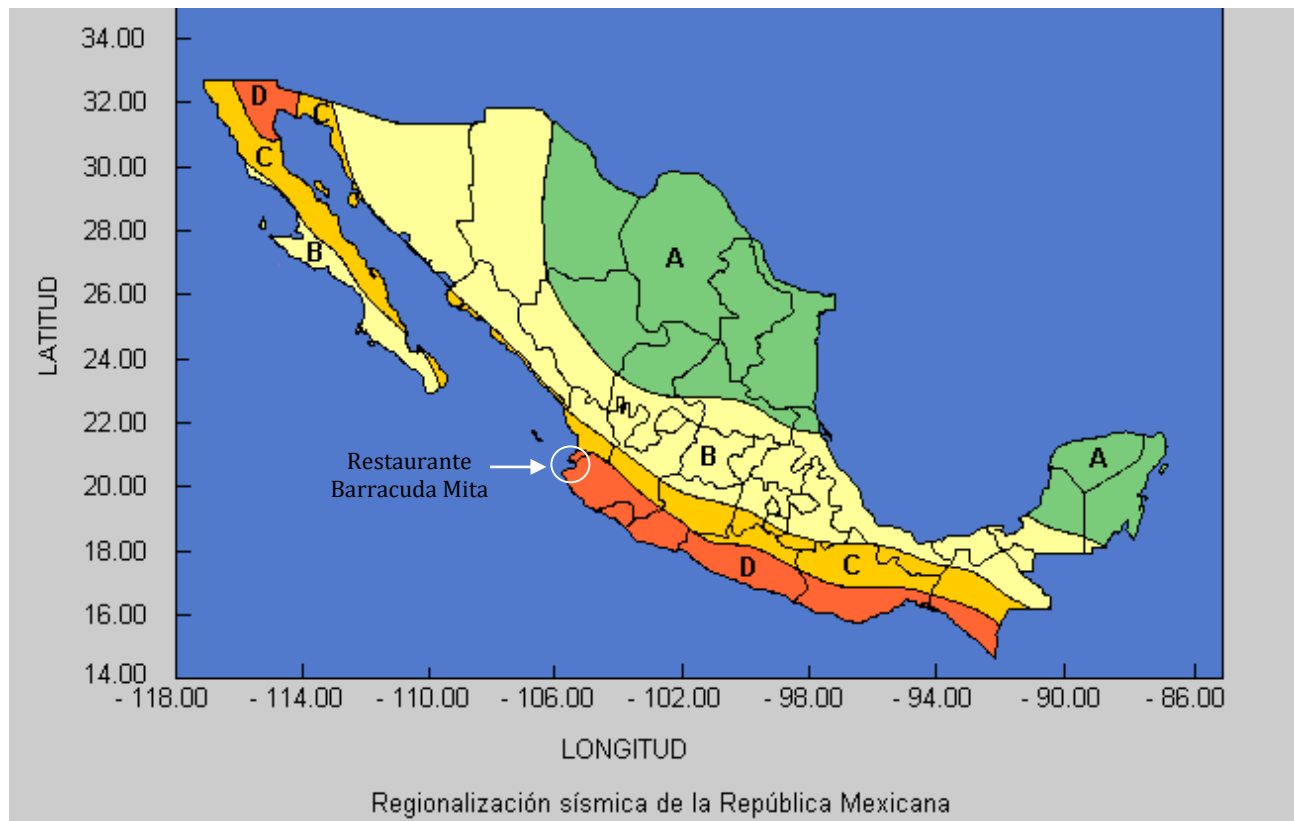 34.00
32.00
30.00
28.00
26.00
24.00
22.00
20.00
18.00
16.00
14.00
LATITUD
D
C
C
B
A
A
B
C
D
Restaurante
Barracuda Mita
- 118.00 - 114.00 - 110.00 - 106.00 - 102.00 - 98.00 - 94.00 - 90.00 - 86.00
LONGITUD
Regionalización sísmica de la República Mexicana